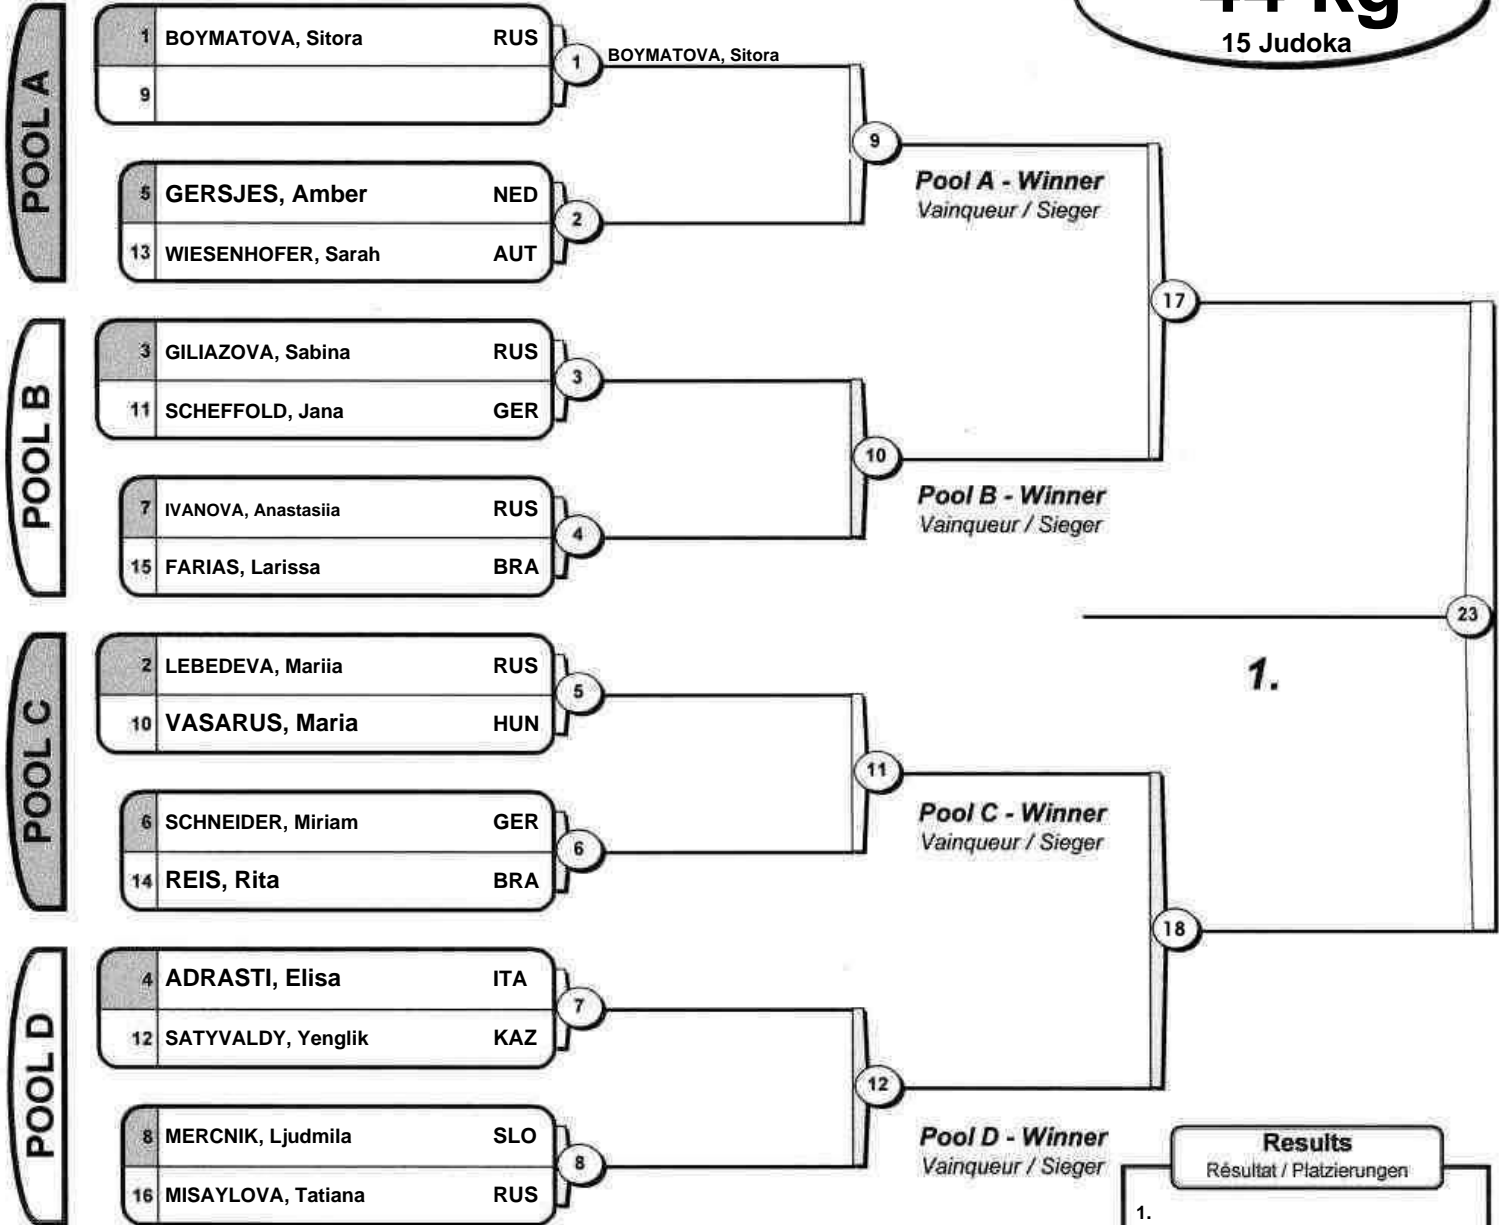 44 kg
15 Judoka
POOL A
1 BOYMATOVA, Sitora RUS
9
1 BOYMATOVA, Sitora
5 GERSJES, Amber NED
13 WIESENHOFER, Sarah AUT
2
9
Pool A - Winner
Vainqueur / Sieger
17
POOL B
3 GILIAZOVA, Sabina RUS
11 SCHEFFOLD, Jana GER
3
7 IVANOVA, Anastasiia RUS
15 FARIAS, Larissa BRA
4
10
Pool B - Winner
Vainqueur / Sieger
23
1.
POOL C
2 LEBEDEVA, Mariia RUS
10 VASARUS, Maria HUN
5
6 SCHNEIDER, Miriam GER
14 REIS, Rita BRA
6
11
Pool C - Winner
Vainqueur / Sieger
18
POOL D
4 ADRASTI, Elisa ITA
12 SATYVALDY, Yenglik KAZ
7
8 MERCNIK, Ljudmila SLO
16 MISAYLOVA, Tatiana RUS
8
12
Pool D - Winner
Vainqueur / Sieger
Results
Résultat / Platzierungen
1.